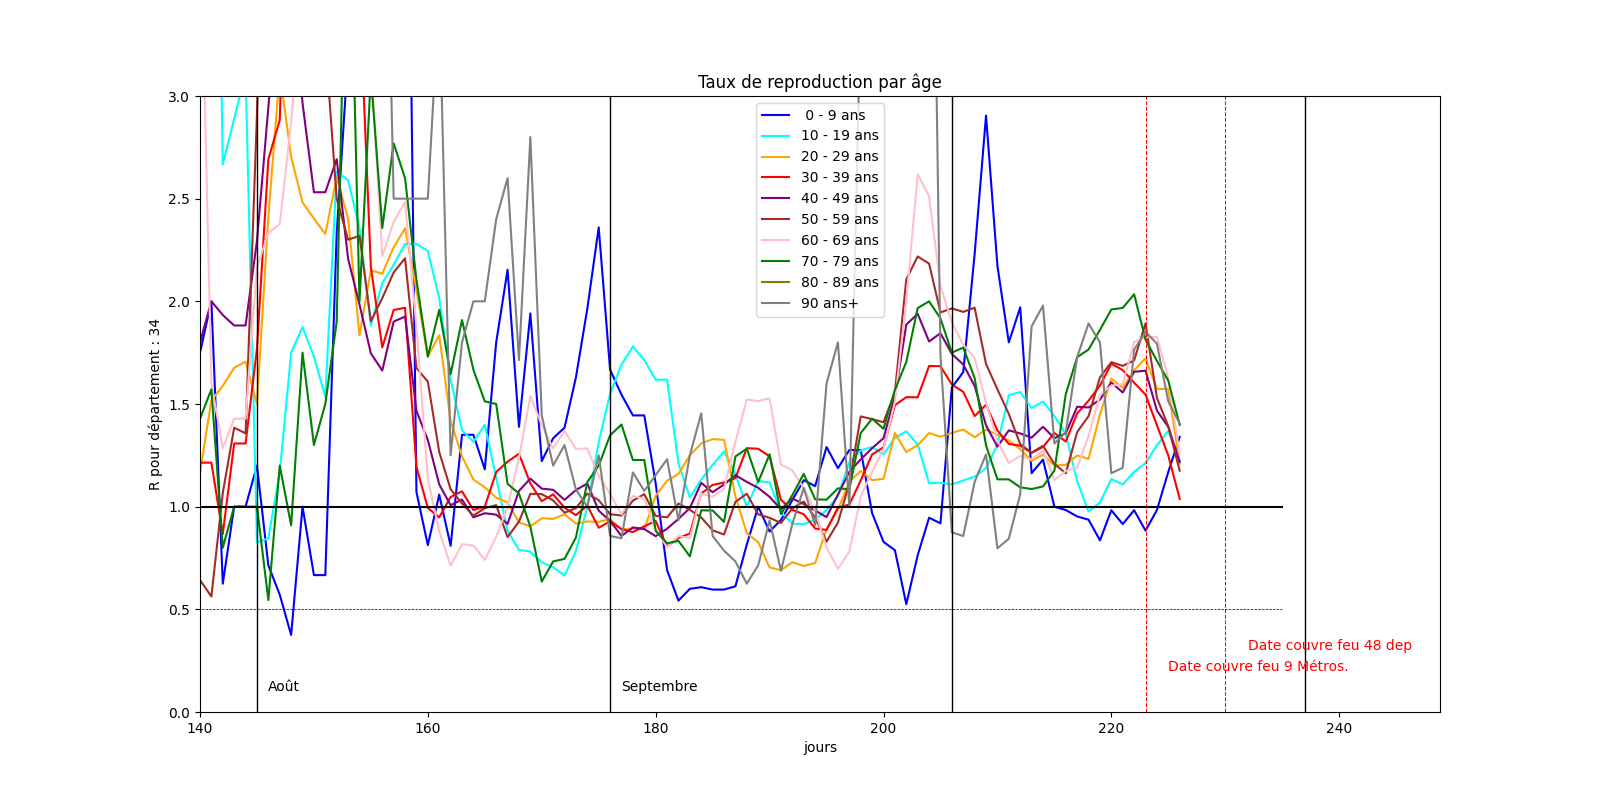 Taux de reproduction par âge
3.0
2.5
2.0
1.5
1.0
0.5
0.0
R pour département : 34
0 - 9 ans
10 - 19 ans
20 - 29 ans
30 - 39 ans
40 - 49 ans
50 - 59 ans
60 - 69 ans
70 - 79 ans
80 - 89 ans
90 ans+
Date couvre feu 48 dep
Date couvre feu 9 Métros.
Août
Septembre
140
160
180
200
220
240
jours